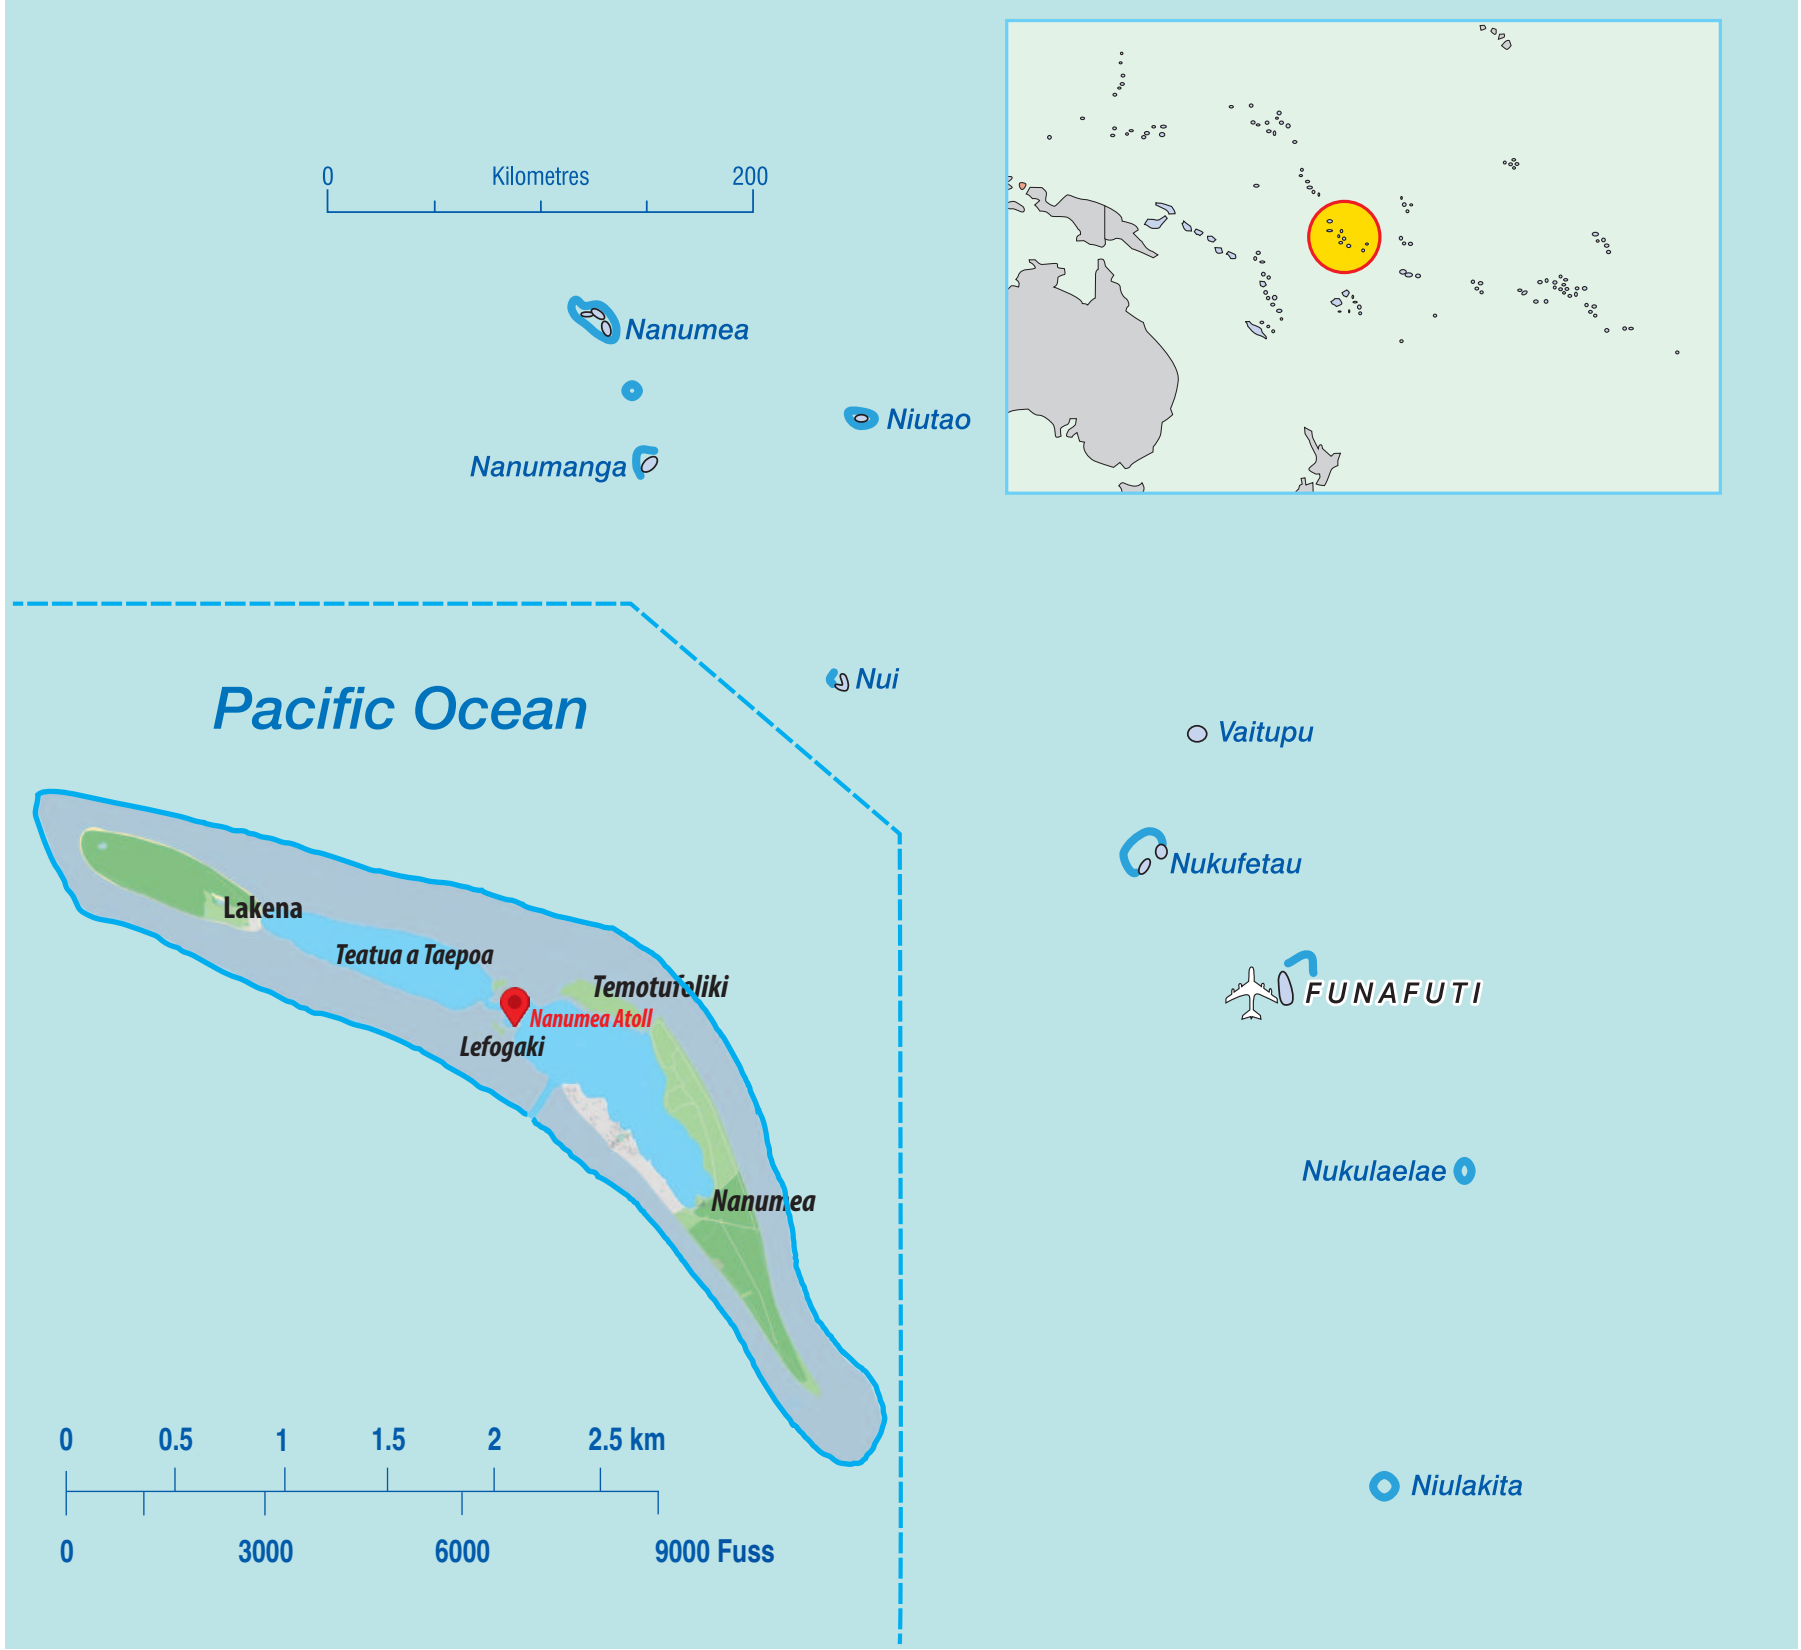 0 Kilometres 200
Nanumea
Niutao
Nanumanga
Nui
Pacific Ocean
Vaitupu
Nukufetau
Lakena
Teatua a Taepoa
Temotufoliki
FUNAFUTI
Nanumea Atoll
Lefogaki
Nukulaelae
Nanumea
0 0.5 1 1.5 2 2.5 km
Niulakita
0 3000 6000 9000 Fuss